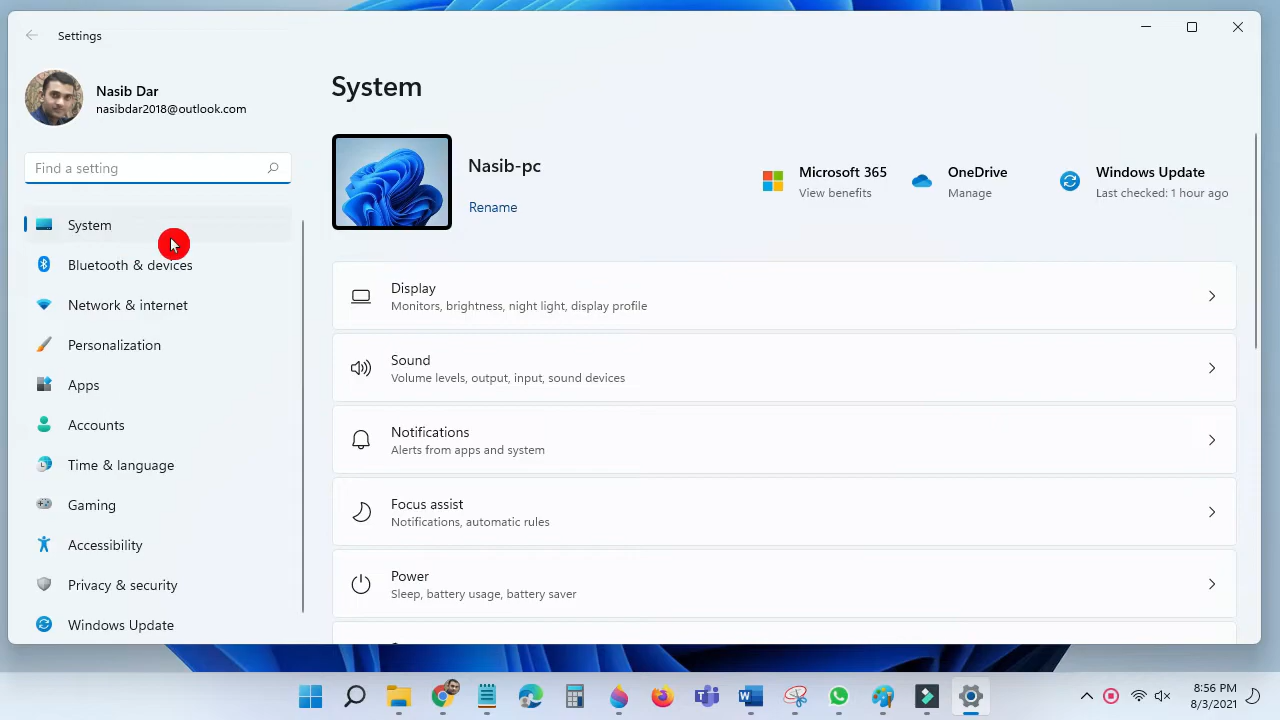 Settings
Nasib Dar
nasibdar2018@outlook.com
Find a setting
System
Bluetooth & devices
Network & internet
Personalization
Apps
Accounts
Time & language
Gaming
Accessibility
Privacy & security
Windows Update
System
Nasib-pc
Rename
Microsoft 365
View benefits
OneDrive
Manage
Windows Update
Last checked: 1 hour ago
Display
Monitors, brightness, night light, display profile
Sound
Volume levels, output, input, sound devices
Notifications
Alerts from apps and system
Focus assist
Notifications, automatic rules
Power
Sleep, battery usage, battery saver
8:56 PM
8/3/2021